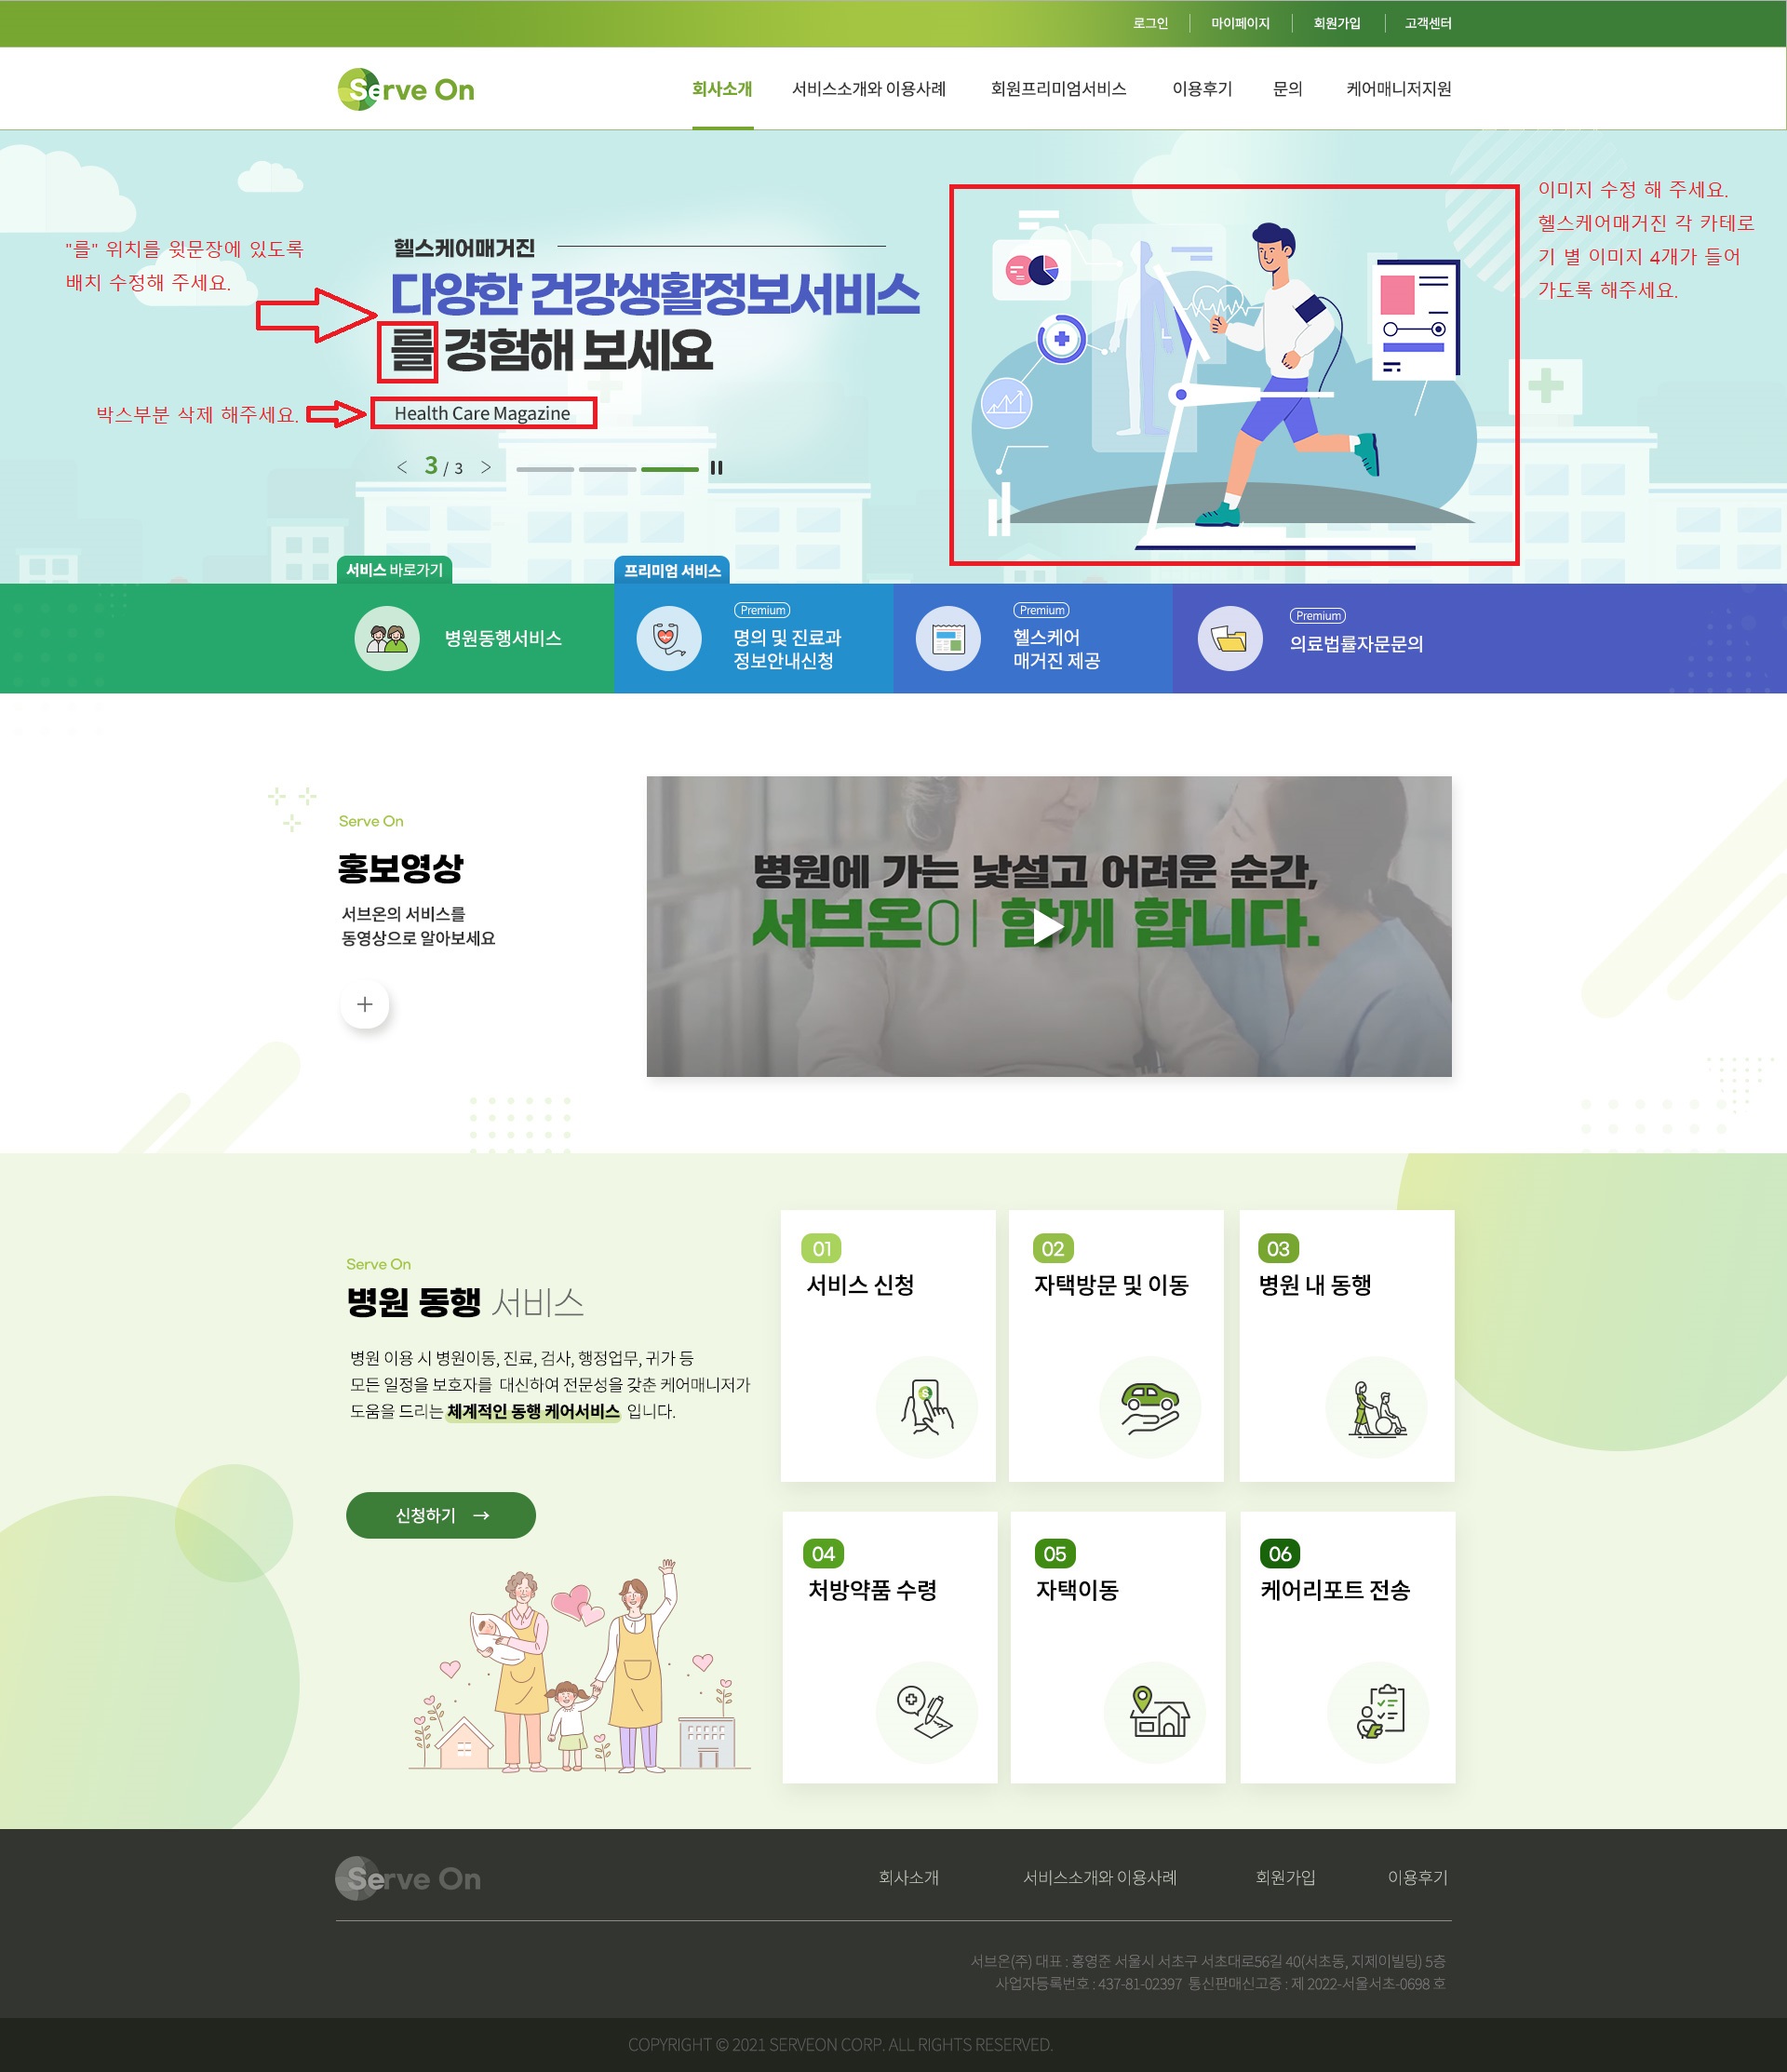 로그인 마이페이지 회원가입 고객센터
Serve On
회사소개 서비스소개와 이용사례 회원프리미엄서비스 이용후기 문의 케어매니저지원
"를" 위치를 윗문장에 있도록
배치 수정해 주세요.
헬스케어매거진
다양한 건강생활정보서비스
를 경험해 보세요
박스부분 삭제 해주세요.
Health Care Magazine
< 3 / 3 >
이미지 수정 해 주세요.
헬스케어매거진 각 카테로
기 별 이미지 4개가 들어
가도록 해주세요.
서비스 바로가기
병원동행서비스
프리미엄 서비스
Premium
명의 및 진료과
정보안내신청
Premium
헬스케어
매거진 제공
Premium
의료법률자문문의
Serve On
홍보영상
서브온의 서비스를
동영상으로 알아보세요
+
병원에 가는 낯설고 어려운 순간,
서브온이 함께 합니다.
Serve On
병원 동행 서비스
병원 이용 시 병원이동, 진료, 검사, 행정업무, 귀가 등
모든 일정을 보호자를 대신하여 전문성을 갖춘 케어매니저가
도움을 드리는 체계적인 동행 케어서비스 입니다.
신청하기 →
01
서비스 신청
02
자택방문 및 이동
03
병원 내 동행
04
처방약품 수령
05
자택이동
06
케어리포트 전송
Serve On
회사소개 서비스소개와 이용사례 회원가입 이용후기
서브온(주) 대표 : 홍영준 서울시 서초구 서초대로56길 40(서초동, 지제이빌딩) 5층
사업자등록번호 : 437-81-02397 통신판매신고증 : 제 2022-서울서초-0698 호
COPYRIGHT © 2021 SERVEON CORP. ALL RIGHTS RESERVED.